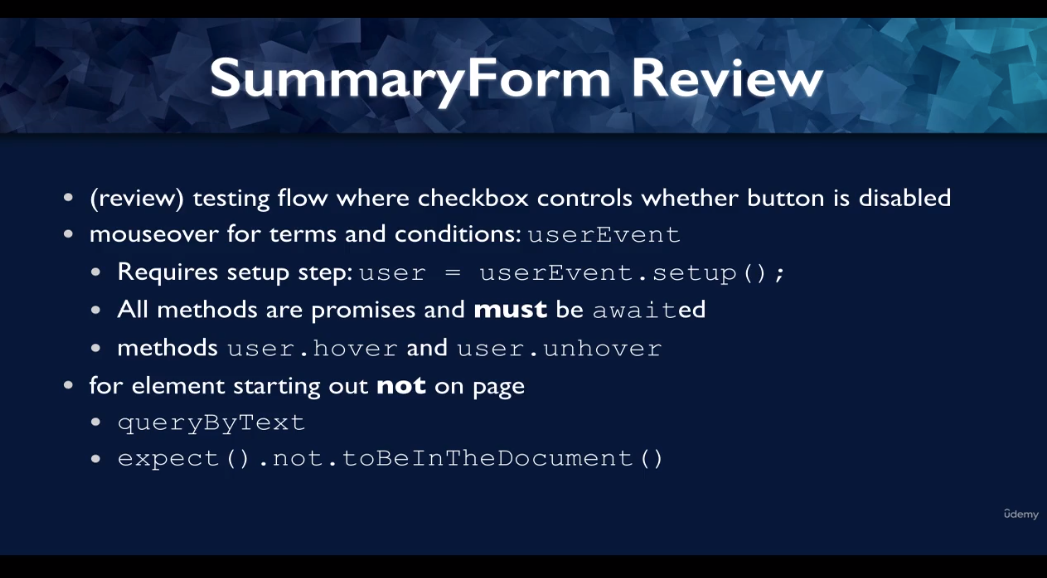 SummaryForm Review
• (review) testing flow where checkbox controls whether button is disabled
• mouseover for terms and conditions: userEvent
• Requires setup step: user = userEvent.setup();
• All methods are promises and must be awaited
• methods user.hover and user.unhover
• for element starting out not on page
• queryByText
• expect().not.toBeInTheDocument()
ûdemy